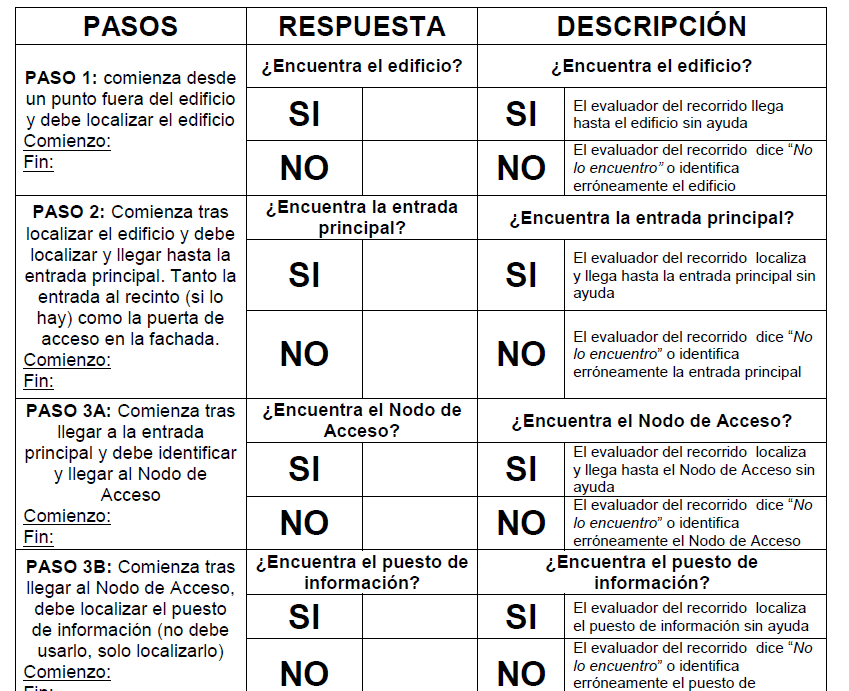 PASOS
RESPUESTA
DESCRIPCIÓN
PASO 1: comienza desde
un punto fuera del edificio
y debe localizar el edificio
Comienzo:
Fin:
¿Encuentra el edificio?
SI
NO
¿Encuentra el edificio?
SI
El evaluador del recorrido llega
hasta el edificio sin ayuda
NO
El evaluador del recorrido dice “No
lo encuentro” o identifica
erróneamente el edificio
PASO 2: Comienza tras
localizar el edificio y debe
localizar y llegar hasta la
entrada principal. Tanto la
entrada al recinto (si lo
hay) como la puerta de
acceso en la fachada.
Comienzo:
Fin:
¿Encuentra la entrada
principal?
SI
NO
¿Encuentra la entrada principal?
SI
El evaluador del recorrido localiza
y llega hasta la entrada principal sin
ayuda
NO
El evaluador del recorrido dice “No
lo encuentro” o identifica
erróneamente la entrada principal
PASO 3A: Comienza tras
llegar a la entrada
principal y debe identificar
y llegar al Nodo de
Acceso
Comienzo:
Fin:
¿Encuentra el Nodo de
Acceso?
SI
NO
¿Encuentra el Nodo de Acceso?
SI
El evaluador del recorrido localiza
y llega hasta el Nodo de Acceso sin
ayuda
NO
El evaluador del recorrido dice “No
lo encuentro” o identifica
erróneamente el Nodo de Acceso
PASO 3B: Comienza tras
llegar al Nodo de Acceso,
debe localizar el puesto
de información (no debe
usarlo, solo localizarlo)
Comienzo:
Fin:
¿Encuentra el puesto de
información?
SI
NO
¿Encuentra el puesto de
información?
SI
El evaluador del recorrido localiza
el puesto de información sin ayuda
NO
El evaluador del recorrido dice “No
lo encuentro” o identifica
erróneamente el puesto de